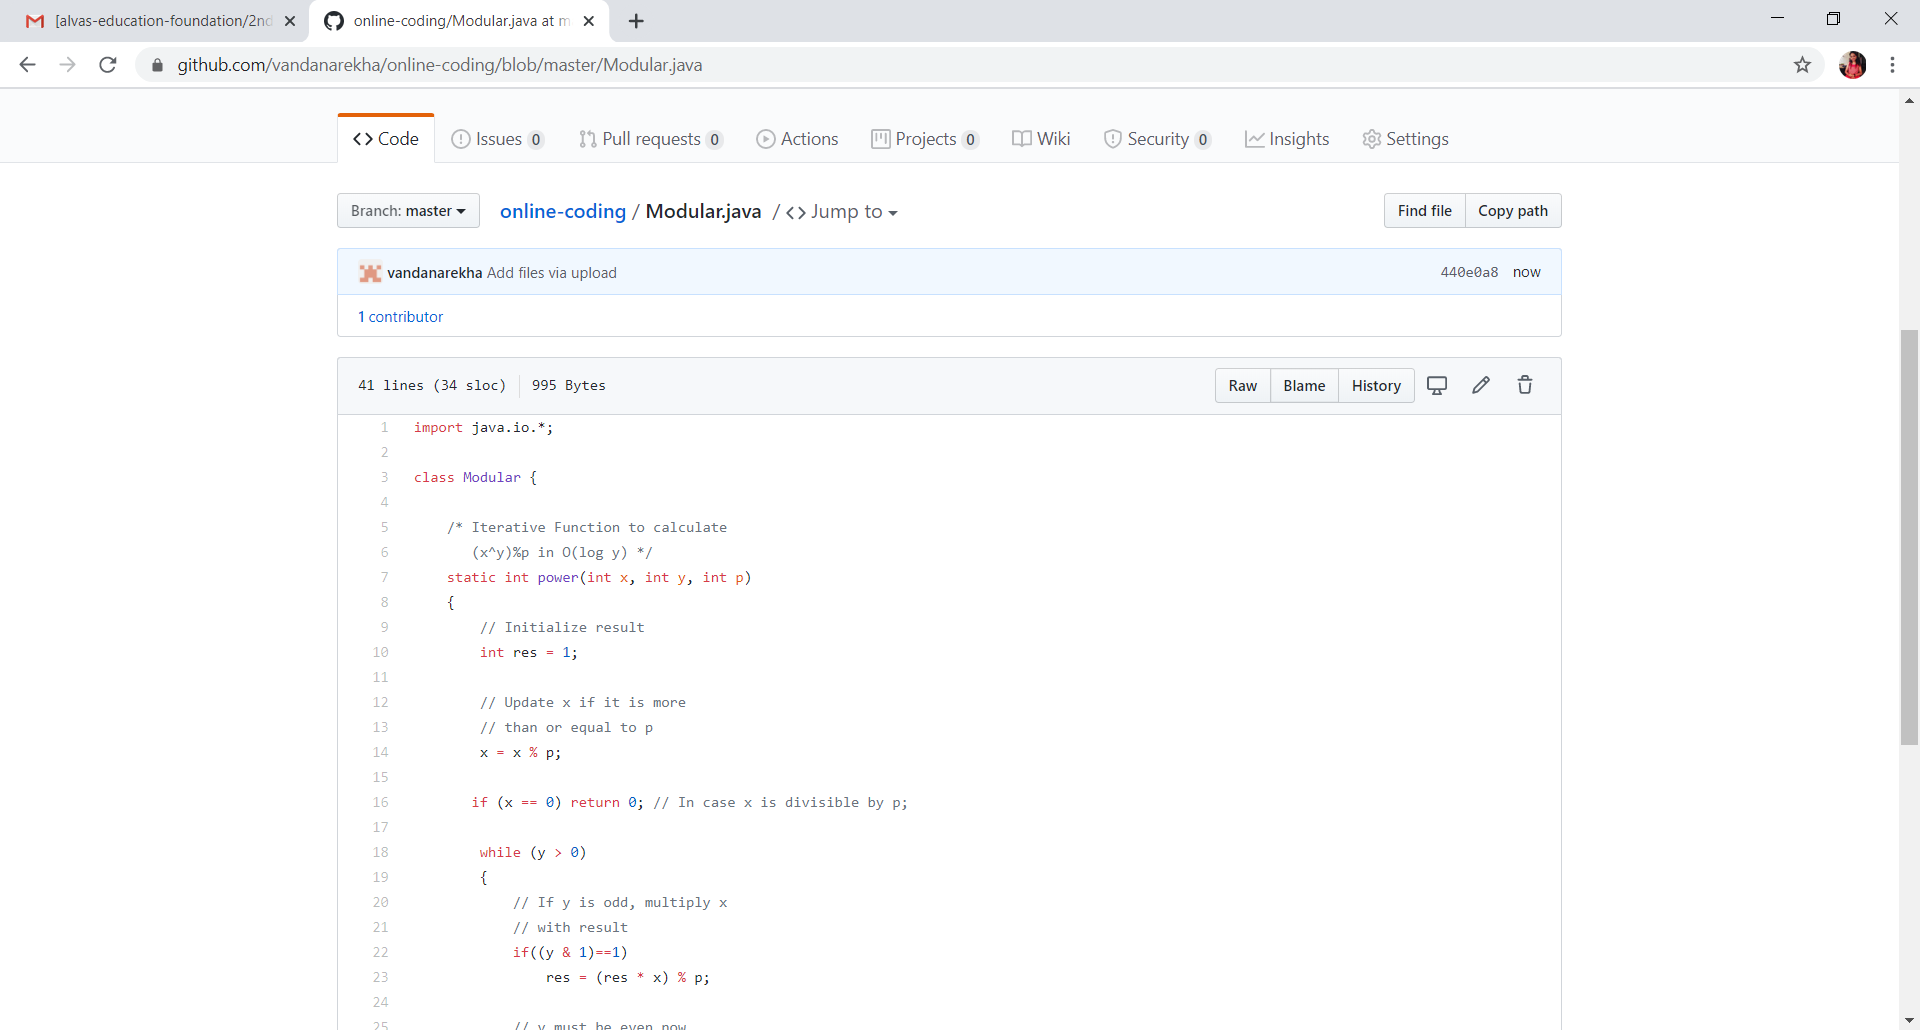 [alvas-education-foundation/2nd
online-coding/Modular.java at m
github.com/vandanarekha/online-coding/blob/master/Modular.java
Code Issues 0 Pull requests 0 Actions Projects 0 Wiki Security 0 Insights Settings
Branch: master online-coding / Modular.java / Jump to Find file Copy path
vandanarekha Add files via upload 440e0a8 now
1 contributor
41 lines (34 sloc) 995 Bytes Raw Blame History
1 import java.io.*;
2
3 class Modular {
4
5 /* Iterative Function to calculate
6 (x^y)%p in O(log y) */
7 static int power(int x, int y, int p)
8 {
9 // Initialize result
10 int res = 1;
11
12 // Update x if it is more
13 // than or equal to p
14 x = x % p;
15
16 if (x == 0) return 0; // In case x is divisible by p;
17
18 while (y > 0)
19 {
20 // If y is odd, multiply x
21 // with result
22 if((y & 1)==1)
23 res = (res * x) % p;
24
25 // y must be even now